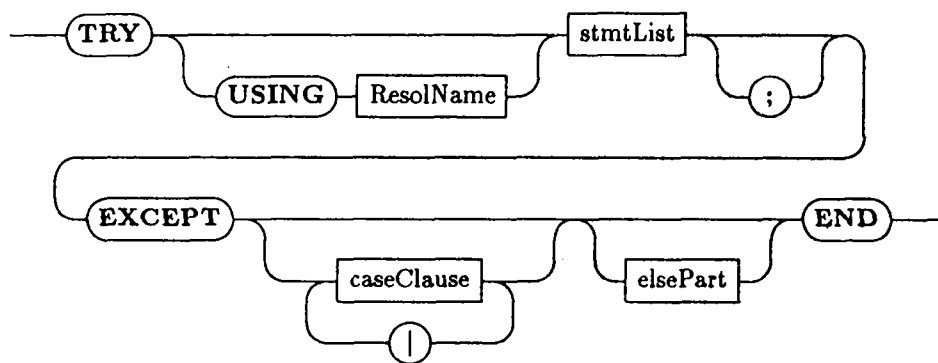 TRY stmtList
USING ResolName ;
EXCEPT END
caseClause elsePart
|